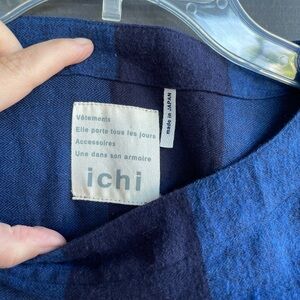 Vêtements
Elle porte tous les jours
Accessoires
Une dans son armoire
ichi
made in JAPAN